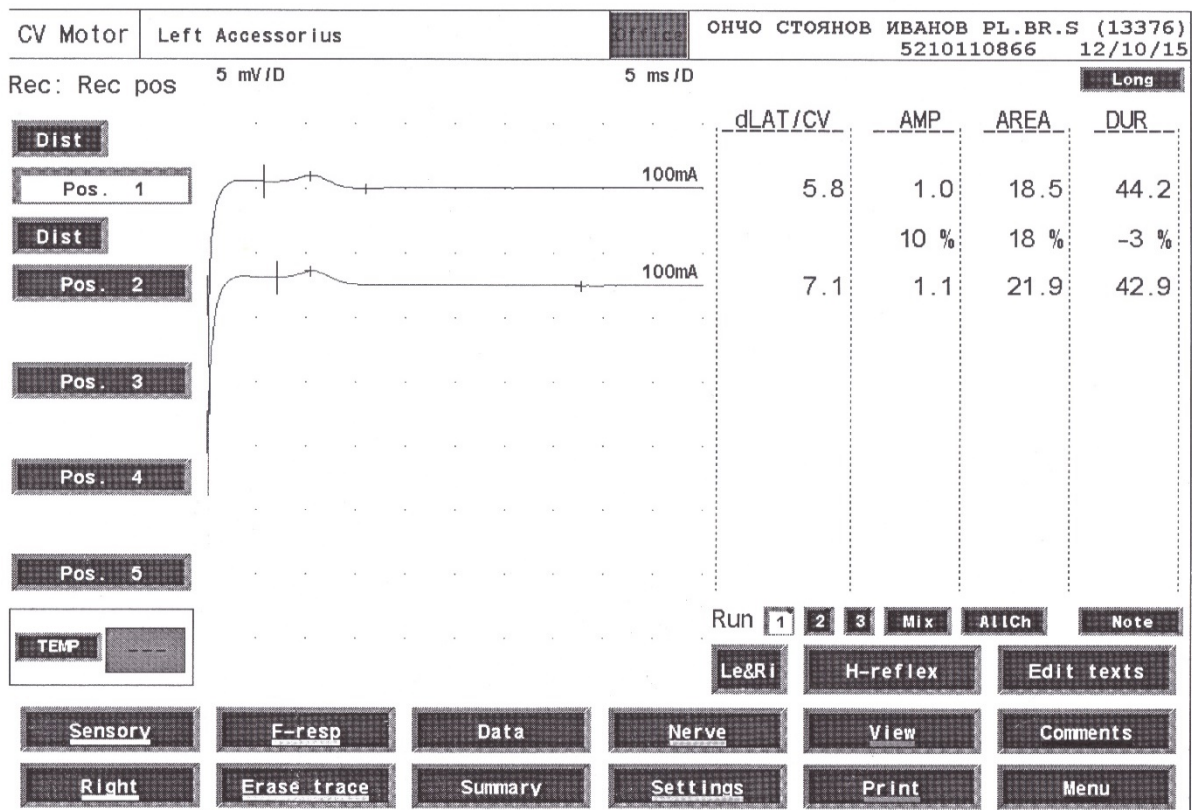 CV Motor Left Accessorius Office ОНЧО СТОЯНОВ ИВАНОВ PL.BR.S (13376)
5210110866 12/10/15
Rec: Rec pos 5 mV/D 5 ms/D Long
dLAT/CV AMP AREA DUR
Dist
Pos. 1 100mA 5.8 1.0 18.5 44.2
Dist 10 % 18 % -3 %
Pos. 2 100mA 7.1 1.1 21.9 42.9
Pos. 3
Pos. 4
Pos. 5
Run 1 2 3 Mix AllCh Note
TEMP ---
Le&Ri H-reflex Edit texts
Sensory F-resp Data Nerve View Comments
Right Erase trace Summary Settings Print Menu